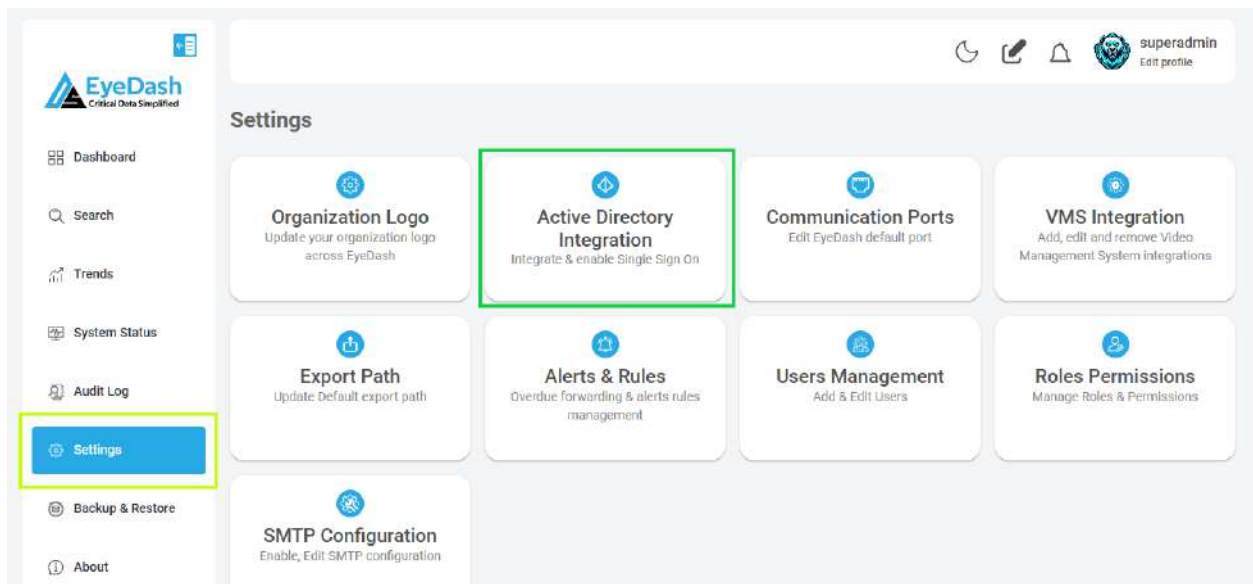 EyeDash
Critical Data Simplified
superadmin
Edit profile
Settings
Dashboard
Search
Trends
System Status
Audit Log
Settings
Backup & Restore
About
Organization Logo
Update your organization logo
across EyeDash
Active Directory
Integration
Integrate & enable Single Sign On
Communication Ports
Edit EyeDash default port
VMS Integration
Add, edit and remove Video
Management System integrations
Export Path
Update Default export path
Alerts & Rules
Overdue forwarding & alerts rules
management
Users Management
Add & Edit Users
Roles Permissions
Manage Roles & Permissions
SMTP Configuration
Enable, Edit SMTP configuration